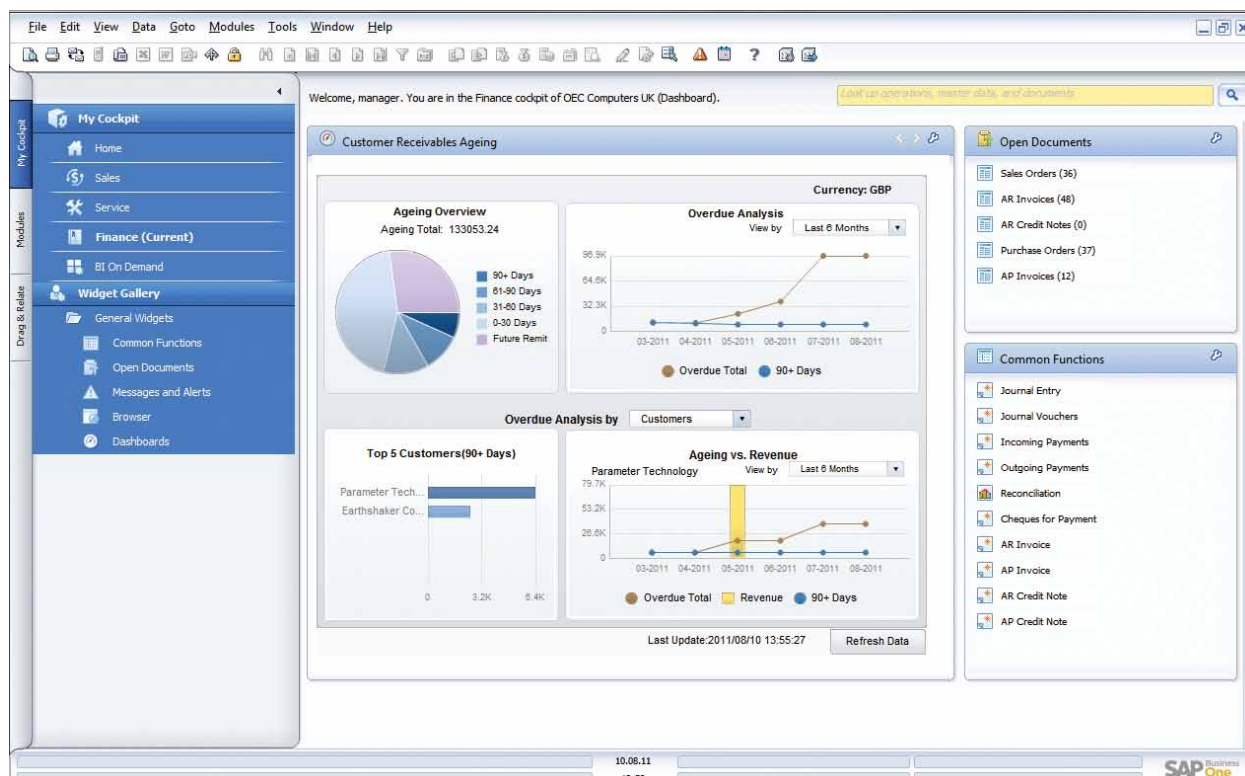 File Edit View Data Goto Modules Tools Window Help
Welcome, manager. You are in the Finance cockpit of OEC Computers UK (Dashboard).
Look up operations, master data, and documents
My Cockpit
Modules
Drag & Relate
My Cockpit
Home
Sales
Service
Finance (Current)
BI On Demand
Widget Gallery
General Widgets
Common Functions
Open Documents
Messages and Alerts
Browser
Dashboards
Customer Receivables Ageing
Currency: GBP
Ageing Overview
Ageing Total: 133053.24
90+ Days
61-90 Days
31-60 Days
0-30 Days
Future Remit
Overdue Analysis
View by Last 6 Months
96.9K
64.6K
32.3K
0
03-2011 04-2011 05-2011 06-2011 07-2011 08-2011
Overdue Total 90+ Days
Overdue Analysis by Customers
Top 5 Customers(90+ Days)
Parameter Tech...
Earthshaker Co...
0 3.2K 6.4K
Ageing vs. Revenue
Parameter Technology View by Last 6 Months
79.7K
53.2K
26.6K
0
03-2011 04-2011 05-2011 06-2011 07-2011 08-2011
Overdue Total Revenue 90+ Days
Last Update:2011/08/10 13:55:27 Refresh Data
Open Documents
Sales Orders (36)
AR Invoices (48)
AR Credit Notes (0)
Purchase Orders (37)
AP Invoices (12)
Common Functions
Journal Entry
Journal Vouchers
Incoming Payments
Outgoing Payments
Reconciliation
Cheques for Payment
AR Invoice
AP Invoice
AR Credit Note
AP Credit Note
10.08.11
SAP Business One